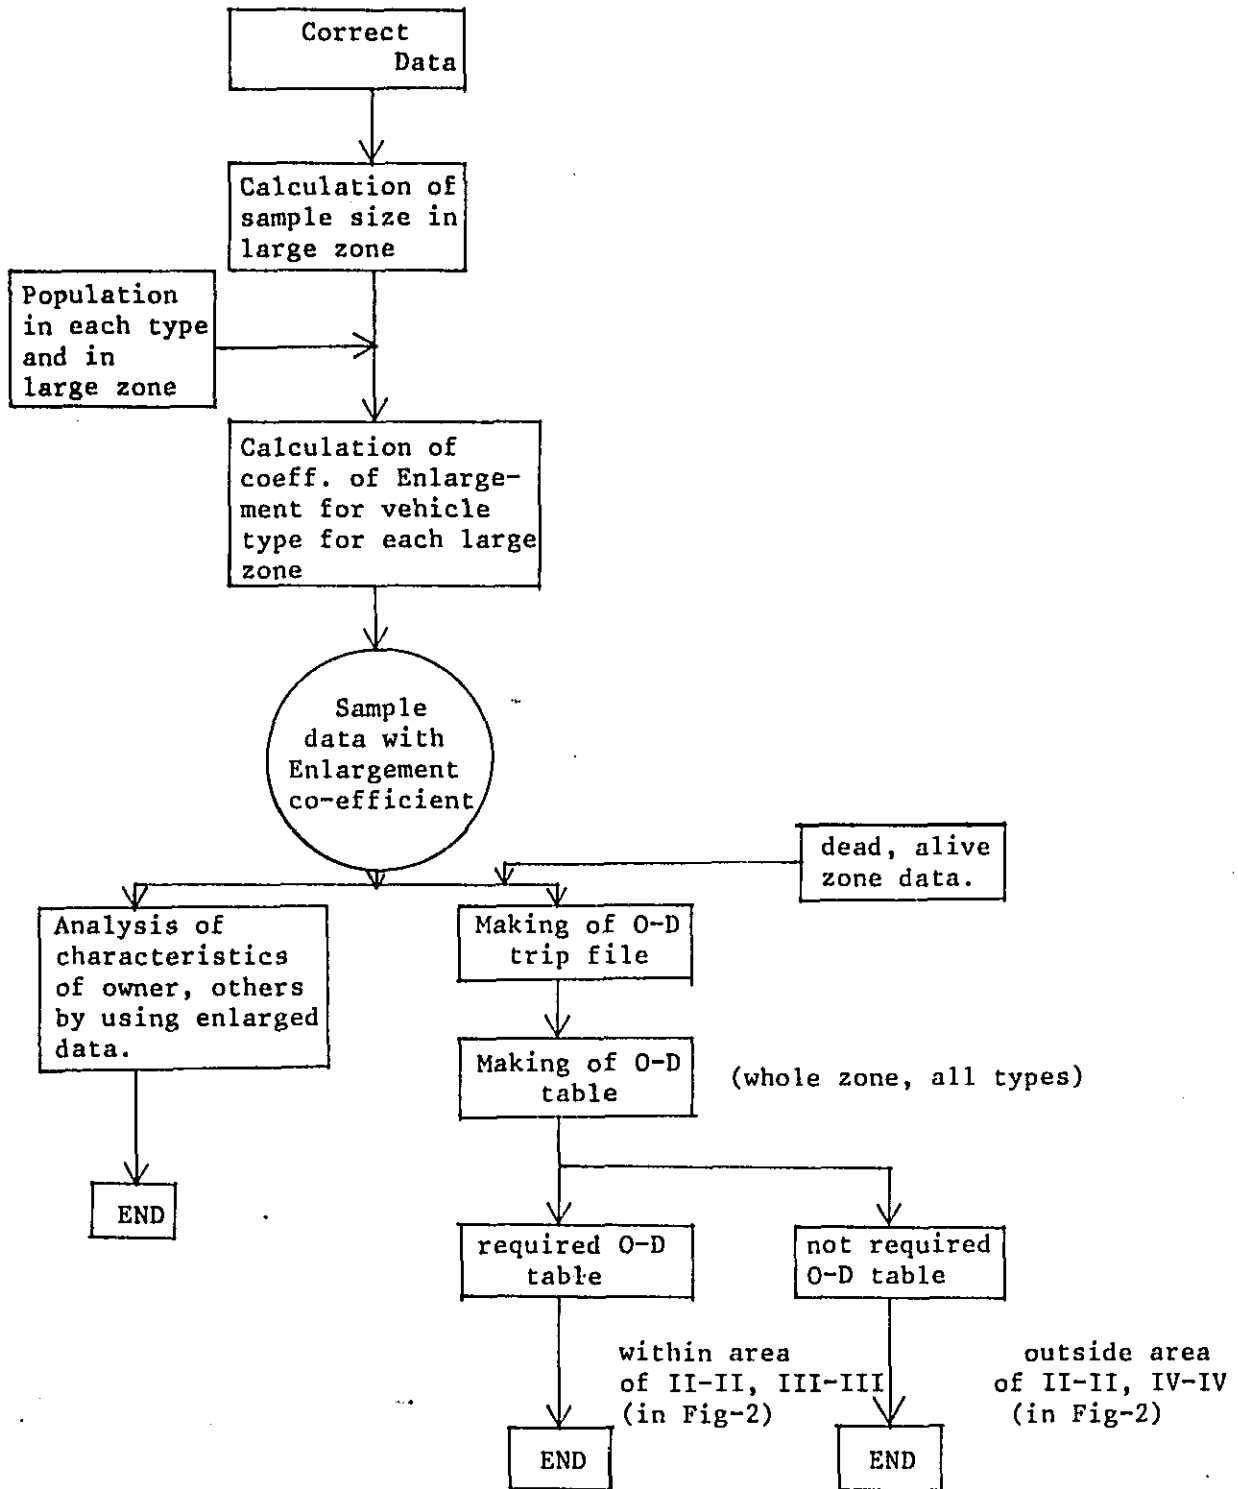 Correct
Data
Calculation of
sample size in
large zone
Population
in each type
and in
large zone
Calculation of
coeff. of Enlarge-
ment for vehicle
type for each large
zone
Sample
data with
Enlargement
co-efficient
dead, alive
zone data.
Analysis of
characteristics
of owner, others
by using enlarged
data.
Making of O-D
trip file
Making of O-D
table
(whole zone, all types)
END
required O-D
table
not required
O-D table
within area
of II-II, III-III
(in Fig-2)
outside area
of II-II, IV-IV
(in Fig-2)
END
END